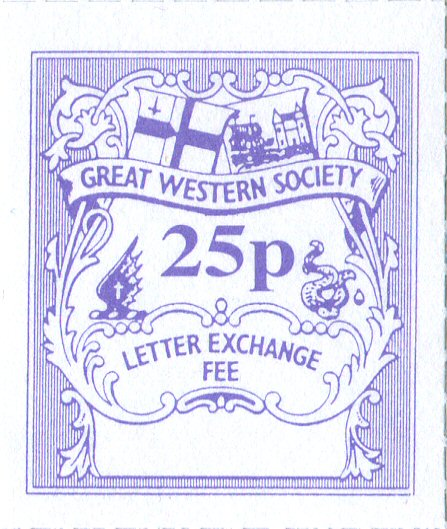 GREAT WESTERN SOCIETY
25p
LETTER EXCHANGE
FEE